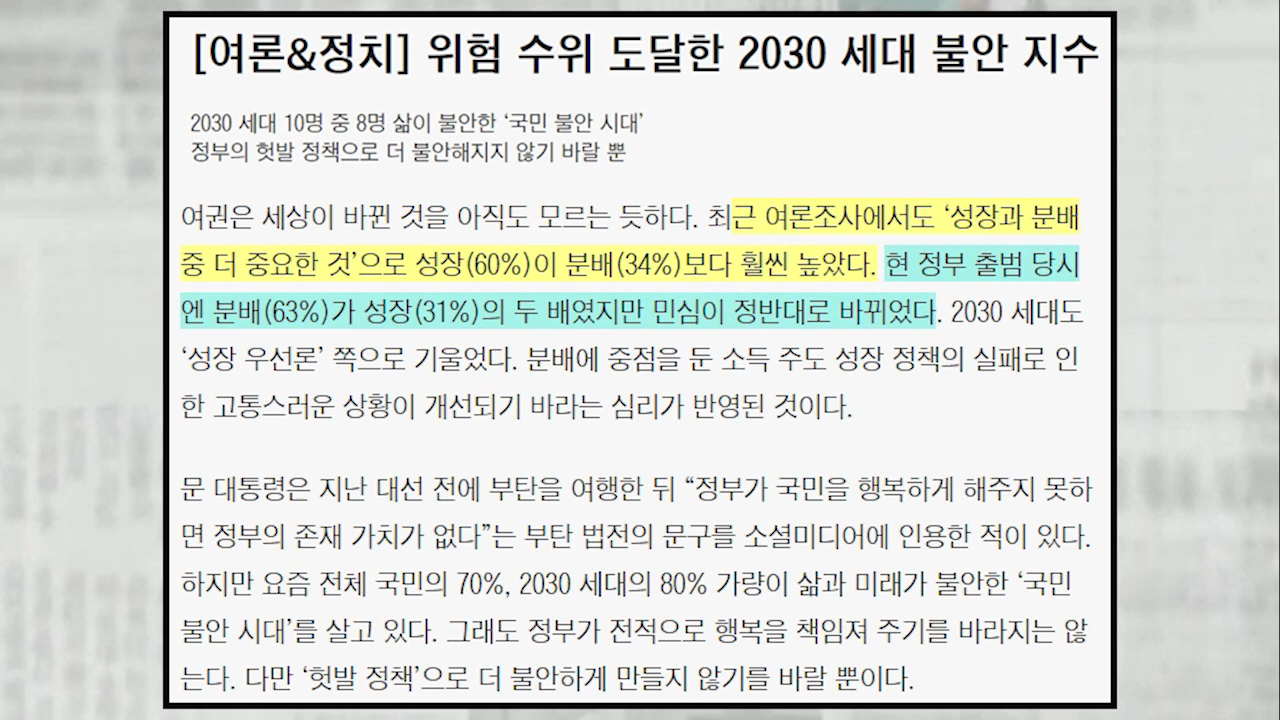 [여론&정치] 위험 수위 도달한 2030 세대 불안 지수
2030 세대 10명 중 8명 삶이 불안한 ‘국민 불안 시대’
정부의 헛발 정책으로 더 불안해지지 않기 바랄 뿐
여권은 세상이 바뀐 것을 아직도 모르는 듯하다. 최근 여론조사에서도 ‘성장과 분배
중 더 중요한 것’으로 성장(60%)이 분배(34%)보다 훨씬 높았다. 현 정부 출범 당시
엔 분배(63%)가 성장(31%)의 두 배였지만 민심이 정반대로 바뀌었다. 2030 세대도
‘성장 우선론’ 쪽으로 기울었다. 분배에 중점을 둔 소득 주도 성장 정책의 실패로 인
한 고통스러운 상황이 개선되기 바라는 심리가 반영된 것이다.
문 대통령은 지난 대선 전에 부탄을 여행한 뒤 “정부가 국민을 행복하게 해주지 못하
면 정부의 존재 가치가 없다”는 부탄 법전의 문구를 소셜미디어에 인용한 적이 있다.
하지만 요즘 전체 국민의 70%, 2030 세대의 80% 가량이 삶과 미래가 불안한 ‘국민
불안 시대’를 살고 있다. 그래도 정부가 전적으로 행복을 책임져 주기를 바라지는 않
는다. 다만 ‘헛발 정책’으로 더 불안하게 만들지 않기를 바랄 뿐이다.